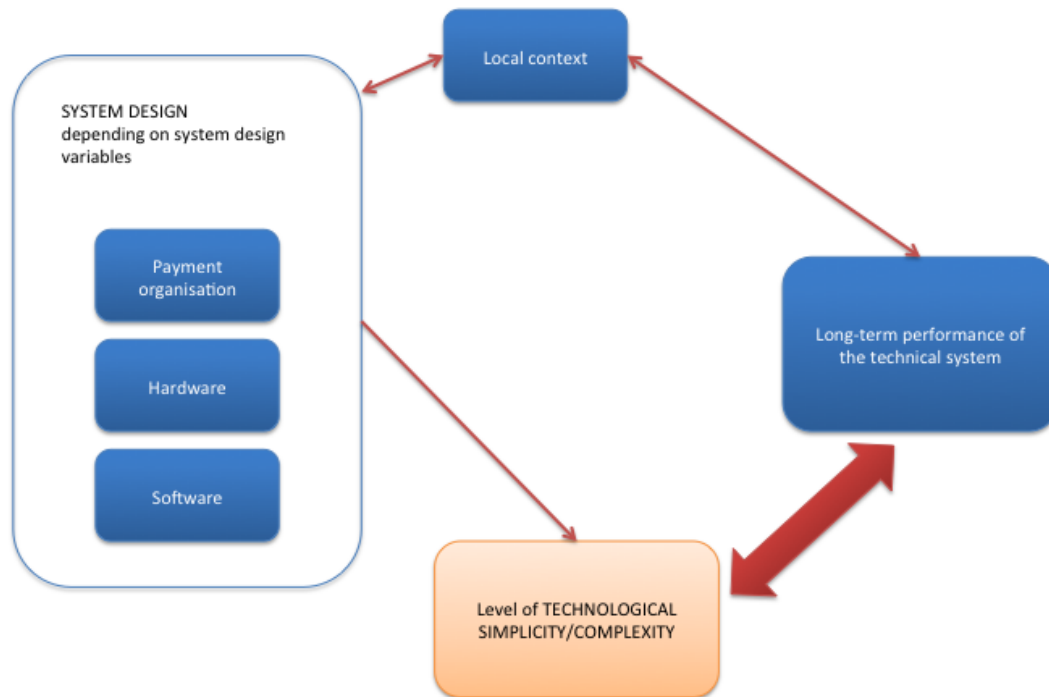 Local context
SYSTEM DESIGN
depending on system design
variables
Payment
organisation
Hardware
Software
Long-term performance of
the technical system
Level of TECHNOLOGICAL
SIMPLICITY/COMPLEXITY